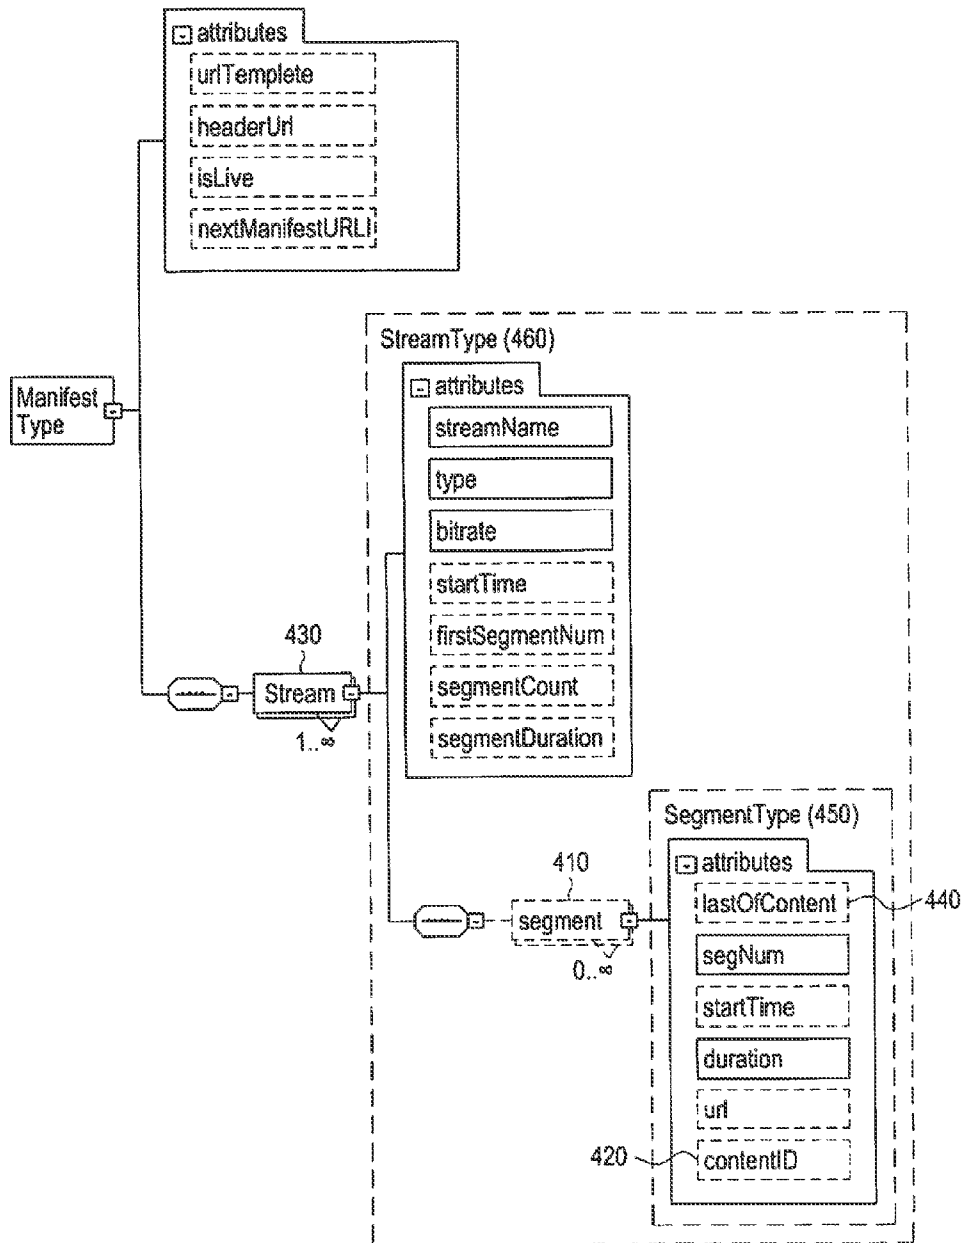 attributes
urlTemplete
headerUrl
isLive
nextManifestURLI
Manifest
Type
StreamType (460)
attributes
streamName
type
bitrate
startTime
firstSegmentNum
segmentCount
segmentDuration
430
Stream
1..∞
SegmentType (450)
attributes
lastOfContent
440
segNum
startTime
duration
url
contentID
420
410
segment
0..∞